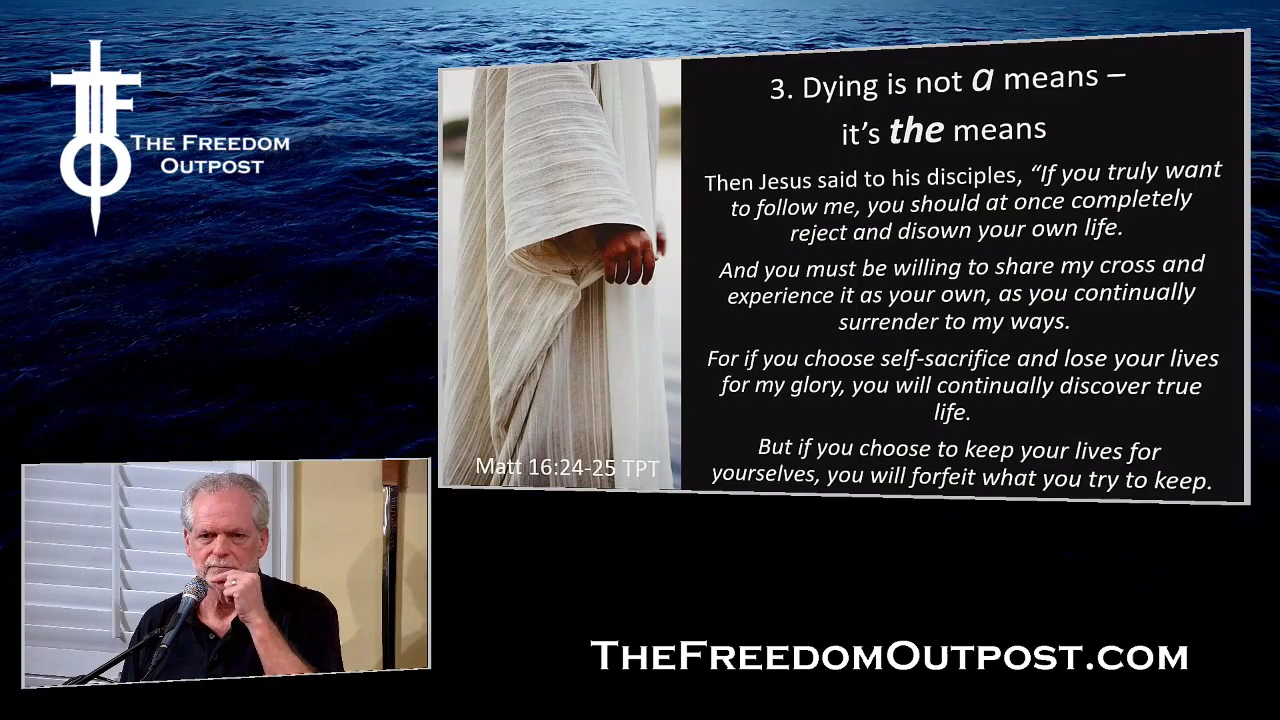 THE FREEDOM
OUTPOST
3. Dying is not a means –
it’s the means
Then Jesus said to his disciples, “If you truly want
to follow me, you should at once completely
reject and disown your own life.
And you must be willing to share my cross and
experience it as your own, as you continually
surrender to my ways.
For if you choose self-sacrifice and lose your lives
for my glory, you will continually discover true
life.
But if you choose to keep your lives for
yourselves, you will forfeit what you try to keep.
Matt 16:24-25 TPT
THEFREEDOMOUTPOST.COM